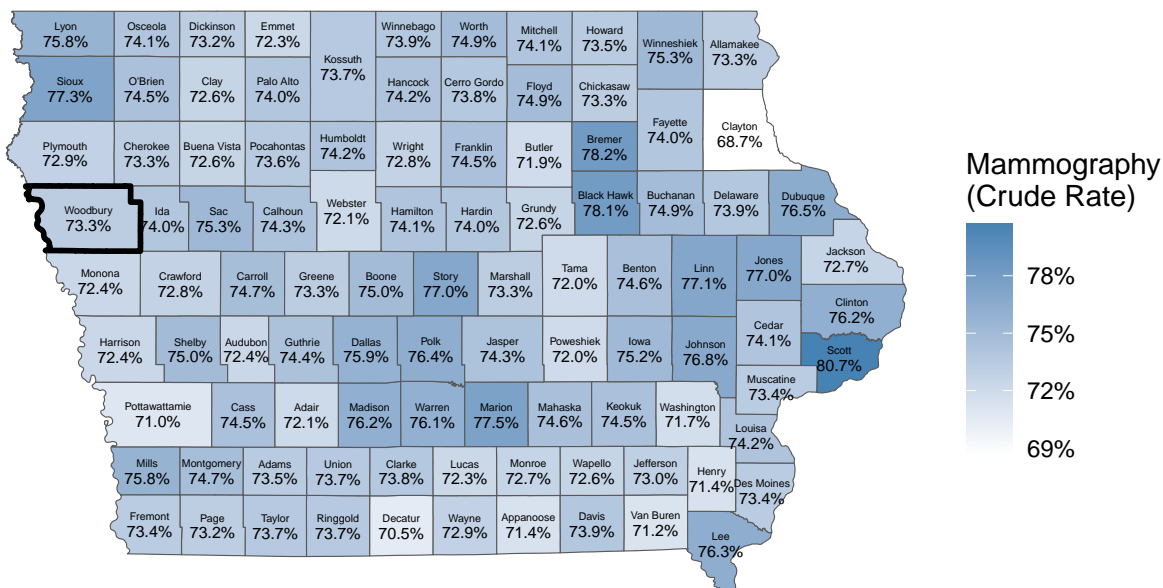 Lyon
75.8%
Osceola
74.1%
Dickinson
73.2%
Emmet
72.3%
Kossuth
73.7%
Winnebago
73.9%
Worth
74.9%
Mitchell
74.1%
Howard
73.5%
Winneshiek
75.3%
Allamakee
73.3%
Sioux
77.3%
O'Brien
74.5%
Clay
72.6%
Palo Alto
74.0%
Hancock
74.2%
Cerro Gordo
73.8%
Floyd
74.9%
Chickasaw
73.3%
Fayette
74.0%
Clayton
68.7%
Plymouth
72.9%
Cherokee
73.3%
Buena Vista
72.6%
Pocahontas
73.6%
Humboldt
74.2%
Wright
72.8%
Franklin
74.5%
Butler
71.9%
Bremer
78.2%
Woodbury
73.3%
Ida
74.0%
Sac
75.3%
Calhoun
74.3%
Webster
72.1%
Hamilton
74.1%
Hardin
74.0%
Grundy
72.6%
Black Hawk
78.1%
Buchanan
74.9%
Delaware
73.9%
Dubuque
76.5%
Monona
72.4%
Crawford
72.8%
Carroll
74.7%
Greene
73.3%
Boone
75.0%
Story
77.0%
Marshall
73.3%
Tama
72.0%
Benton
74.6%
Linn
77.1%
Jones
77.0%
Jackson
72.7%
Clinton
76.2%
Harrison
72.4%
Shelby
75.0%
Audubon
72.4%
Guthrie
74.4%
Dallas
75.9%
Polk
76.4%
Jasper
74.3%
Poweshiek
72.0%
Iowa
75.2%
Johnson
76.8%
Cedar
74.1%
Scott
80.7%
Muscatine
73.4%
Pottawattamie
71.0%
Cass
74.5%
Adair
72.1%
Madison
76.2%
Warren
76.1%
Marion
77.5%
Mahaska
74.6%
Keokuk
74.5%
Washington
71.7%
Louisa
74.2%
Mills
75.8%
Montgomery
74.7%
Adams
73.5%
Union
73.7%
Clarke
73.8%
Lucas
72.3%
Monroe
72.7%
Wapello
72.6%
Jefferson
73.0%
Henry
71.4%
Des Moines
73.4%
Fremont
73.4%
Page
73.2%
Taylor
73.7%
Ringgold
73.7%
Decatur
70.5%
Wayne
72.9%
Appanoose
71.4%
Davis
73.9%
Van Buren
71.2%
Lee
76.3%
Mammography
(Crude Rate)
78%
75%
72%
69%